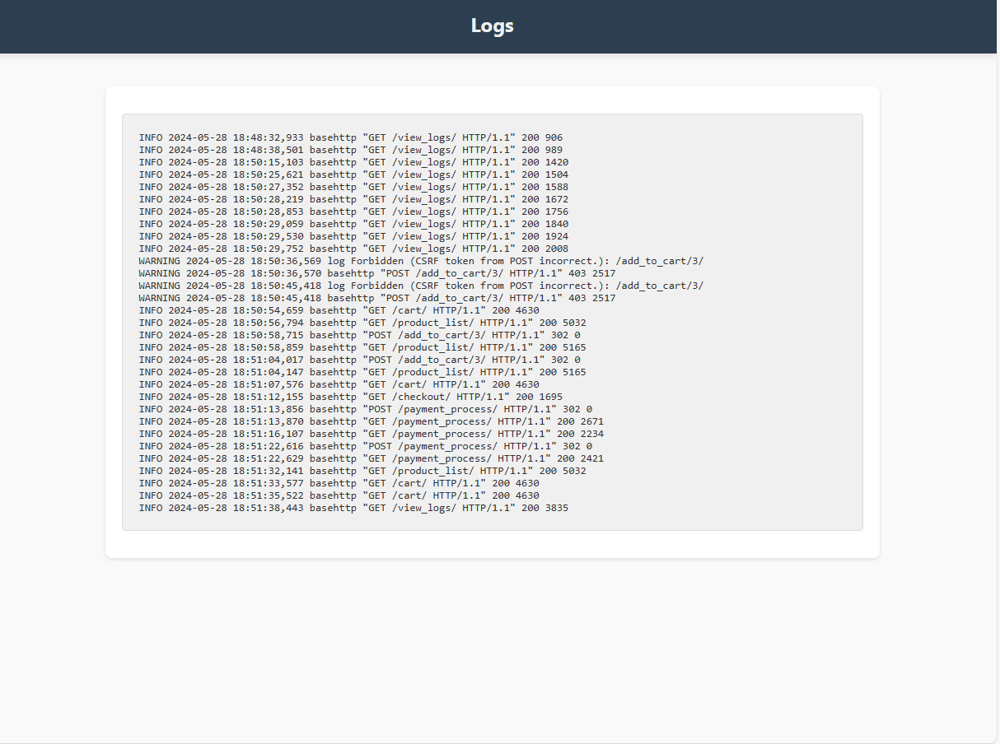 Logs
INFO 2024-05-28 18:48:32,933 basehttp "GET /view_logs/ HTTP/1.1" 200 906
INFO 2024-05-28 18:48:38,501 basehttp "GET /view_logs/ HTTP/1.1" 200 989
INFO 2024-05-28 18:50:15,103 basehttp "GET /view_logs/ HTTP/1.1" 200 1420
INFO 2024-05-28 18:50:25,621 basehttp "GET /view_logs/ HTTP/1.1" 200 1504
INFO 2024-05-28 18:50:27,352 basehttp "GET /view_logs/ HTTP/1.1" 200 1588
INFO 2024-05-28 18:50:28,219 basehttp "GET /view_logs/ HTTP/1.1" 200 1672
INFO 2024-05-28 18:50:28,853 basehttp "GET /view_logs/ HTTP/1.1" 200 1756
INFO 2024-05-28 18:50:29,059 basehttp "GET /view_logs/ HTTP/1.1" 200 1840
INFO 2024-05-28 18:50:29,530 basehttp "GET /view_logs/ HTTP/1.1" 200 1924
INFO 2024-05-28 18:50:29,752 basehttp "GET /view_logs/ HTTP/1.1" 200 2008
WARNING 2024-05-28 18:50:36,569 log Forbidden (CSRF token from POST incorrect.): /add_to_cart/3/
WARNING 2024-05-28 18:50:36,570 basehttp "POST /add_to_cart/3/ HTTP/1.1" 403 2517
WARNING 2024-05-28 18:50:45,418 log Forbidden (CSRF token from POST incorrect.): /add_to_cart/3/
WARNING 2024-05-28 18:50:45,418 basehttp "POST /add_to_cart/3/ HTTP/1.1" 403 2517
INFO 2024-05-28 18:50:54,659 basehttp "GET /cart/ HTTP/1.1" 200 4630
INFO 2024-05-28 18:50:56,794 basehttp "GET /product_list/ HTTP/1.1" 200 5032
INFO 2024-05-28 18:50:58,715 basehttp "POST /add_to_cart/3/ HTTP/1.1" 302 0
INFO 2024-05-28 18:50:58,859 basehttp "GET /product_list/ HTTP/1.1" 200 5165
INFO 2024-05-28 18:51:04,017 basehttp "POST /add_to_cart/3/ HTTP/1.1" 302 0
INFO 2024-05-28 18:51:04,147 basehttp "GET /product_list/ HTTP/1.1" 200 5165
INFO 2024-05-28 18:51:07,576 basehttp "GET /cart/ HTTP/1.1" 200 4630
INFO 2024-05-28 18:51:12,155 basehttp "GET /checkout/ HTTP/1.1" 200 1695
INFO 2024-05-28 18:51:13,856 basehttp "POST /payment_process/ HTTP/1.1" 302 0
INFO 2024-05-28 18:51:13,870 basehttp "GET /payment_process/ HTTP/1.1" 200 2671
INFO 2024-05-28 18:51:16,107 basehttp "GET /payment_process/ HTTP/1.1" 200 2234
INFO 2024-05-28 18:51:22,616 basehttp "POST /payment_process/ HTTP/1.1" 302 0
INFO 2024-05-28 18:51:22,629 basehttp "GET /payment_process/ HTTP/1.1" 200 2421
INFO 2024-05-28 18:51:32,141 basehttp "GET /product_list/ HTTP/1.1" 200 5032
INFO 2024-05-28 18:51:33,577 basehttp "GET /cart/ HTTP/1.1" 200 4630
INFO 2024-05-28 18:51:35,522 basehttp "GET /cart/ HTTP/1.1" 200 4630
INFO 2024-05-28 18:51:38,443 basehttp "GET /view_logs/ HTTP/1.1" 200 3835